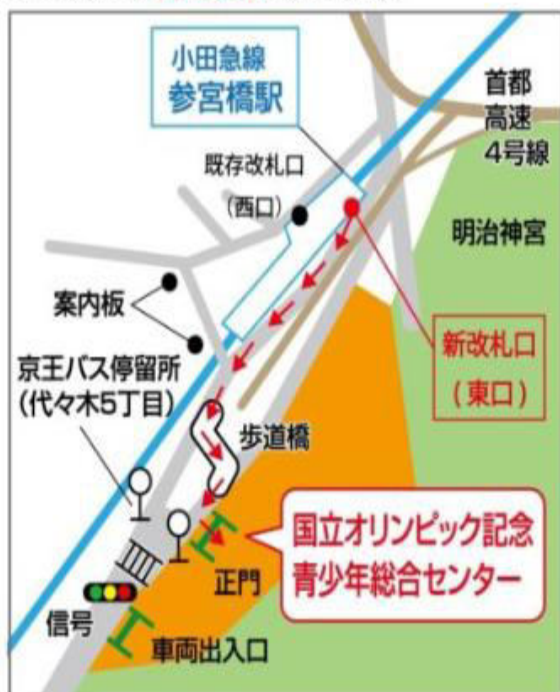 小田急線
参宮橋駅
首都
高速
4号線
既存改札口
(西口)
明治神宮
案内板
新改札口
(東口)
京王バス停留所
(代々木5丁目)
歩道橋
国立オリンピック記念
青少年総合センター
正門
信号
車両出入口